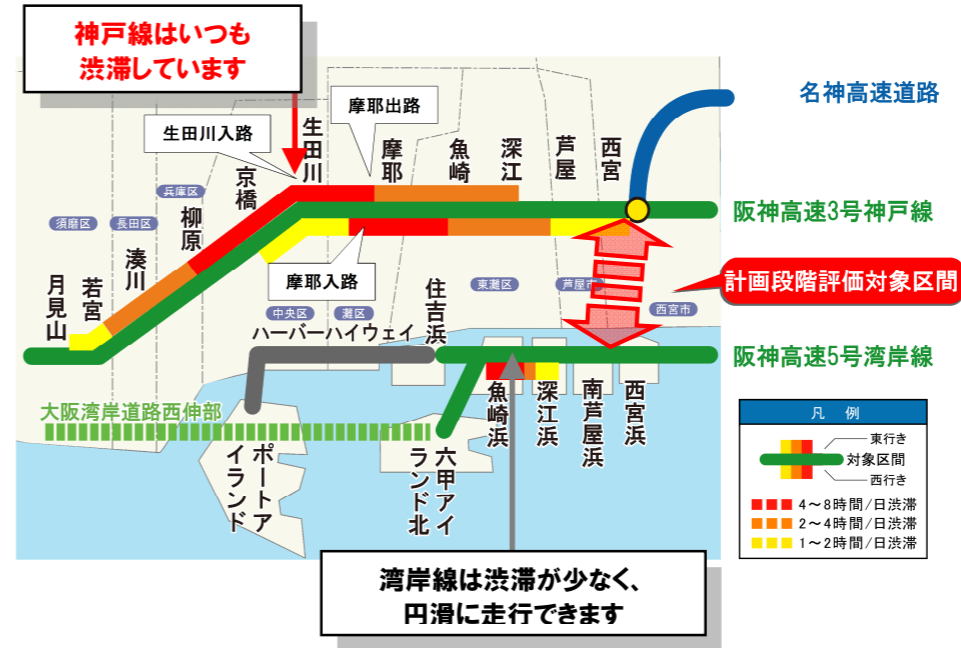 神戸線はいつも
渋滞しています
生田川入路
摩耶出路
名神高速道路
生田川
摩耶
魚崎
深江
芦屋
西宮
京橋
兵庫区
柳原
須磨区
長田区
湊川
若宮
月見山
阪神高速3号神戸線
摩耶入路
住吉浜
東灘区
芦屋市
西宮市
計画段階評価対象区間
中央区
灘区
ハーバーハイウェイ
阪神高速5号湾岸線
大阪湾岸道路西伸部
魚崎浜
深江浜
南芦屋浜
西宮浜
ポートア
イランド
六甲アイ
ランド北
凡 例
東行き
対象区間
西行き
4～8時間/日渋滞
2～4時間/日渋滞
1～2時間/日渋滞
湾岸線は渋滞が少なく、
円滑に走行できます